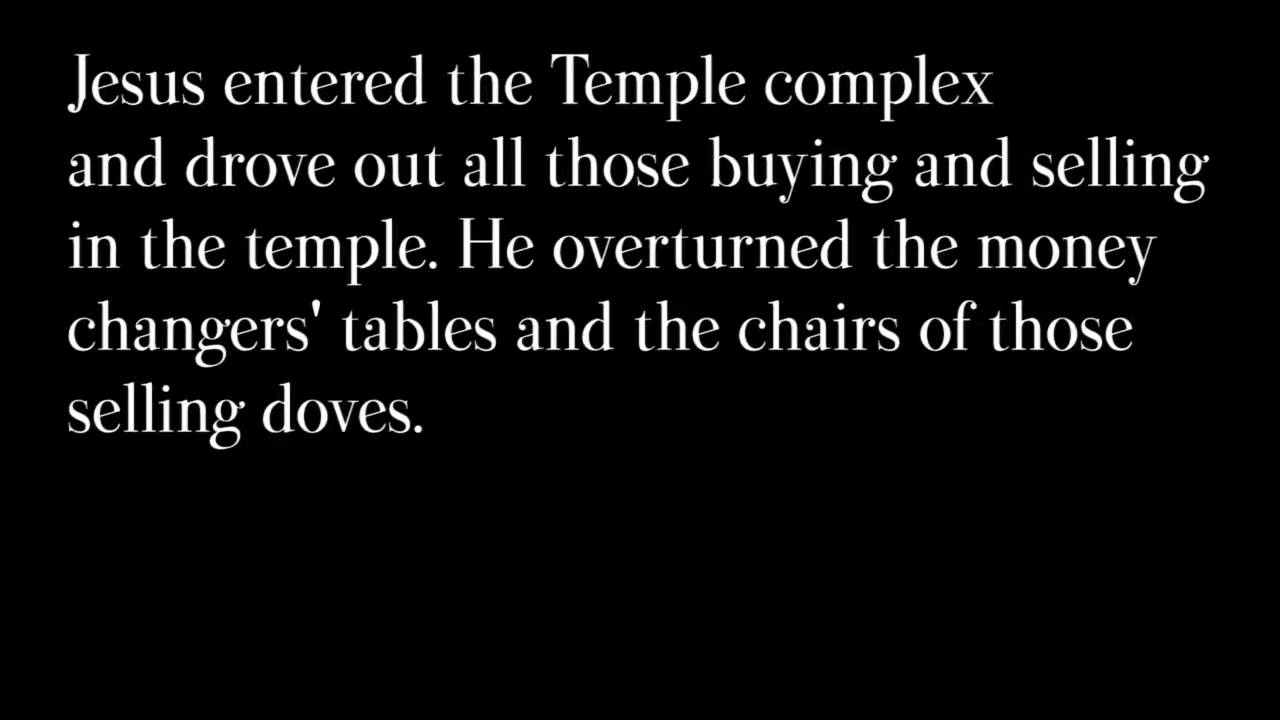 Jesus entered the Temple complex
and drove out all those buying and selling
in the temple. He overturned the money
changers' tables and the chairs of those
selling doves.